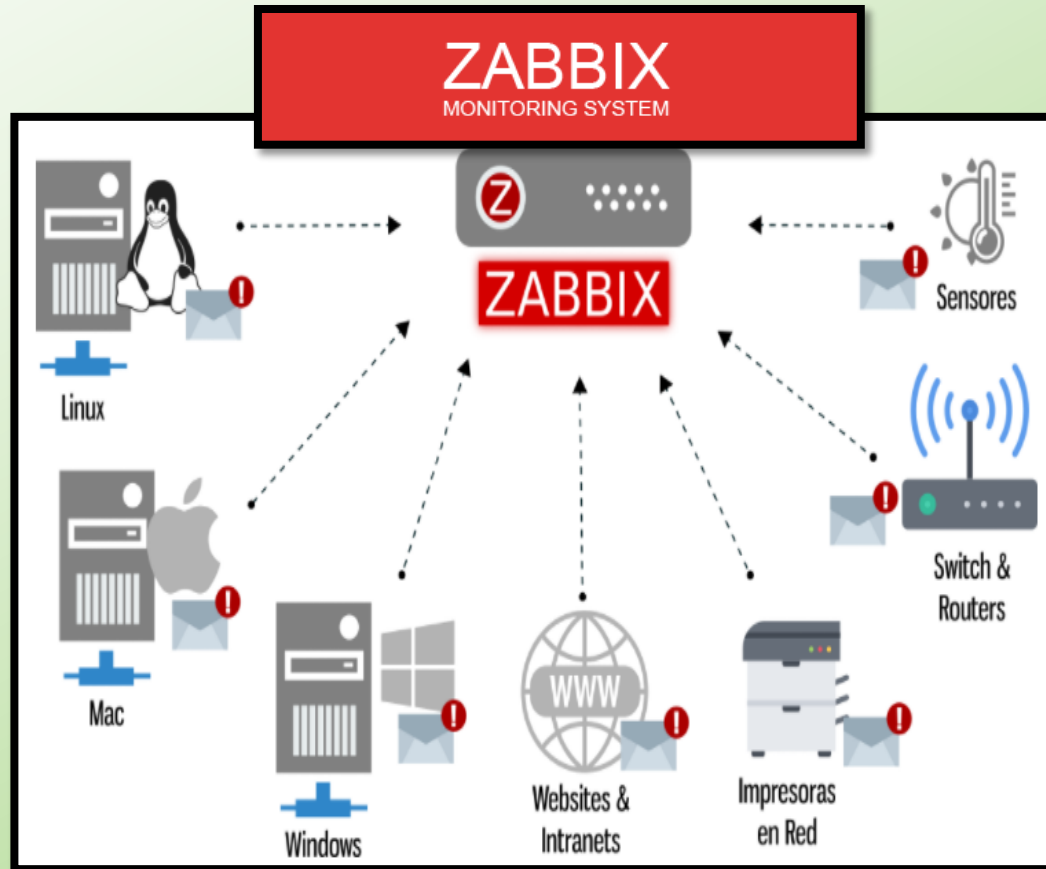 ZABBIX
MONITORING SYSTEM
Z
ZABBIX
!
Sensores
!
Linux
!
Switch &
Routers
!
Mac
!
Windows
WWW
!
Websites &
Intranets
!
Impresoras
en Red
!